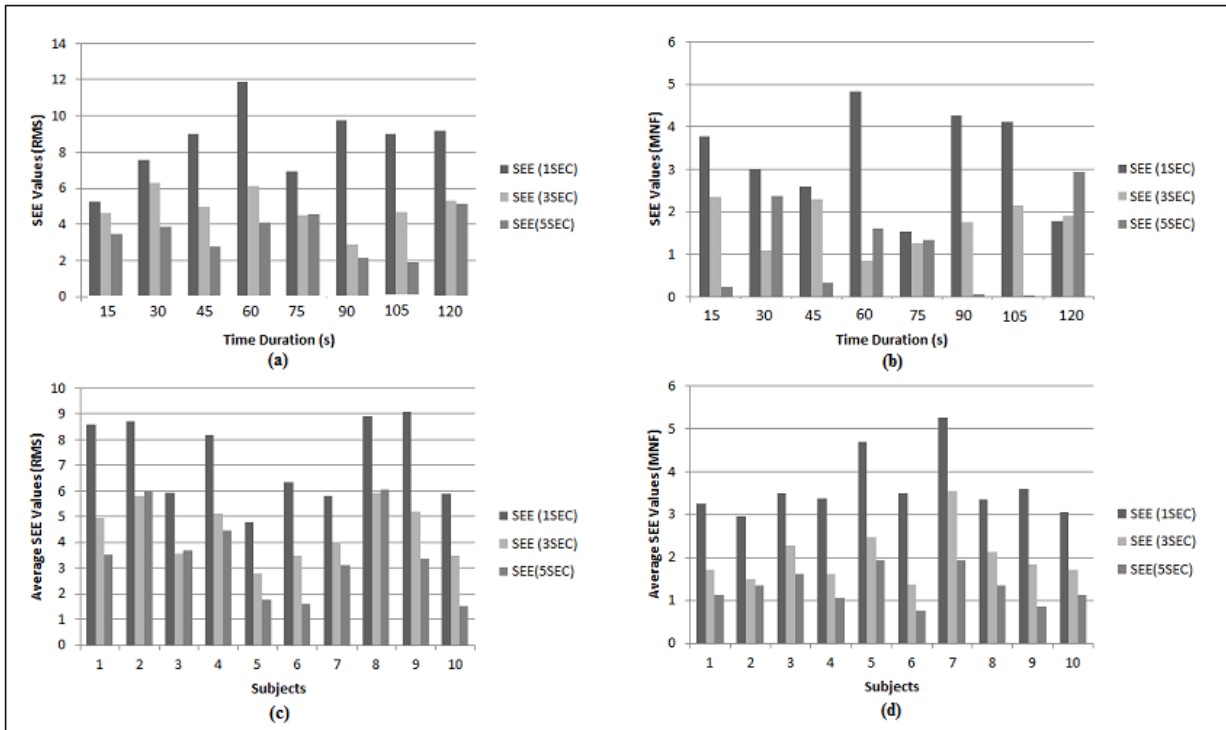 14
12
10
8
6
4
2
0
SEE Values (RMS)
15 30 45 60 75 90 105 120
Time Duration (s)
(a)
SEE (1SEC)
SEE (3SEC)
SEE(5SEC)
6
5
4
3
2
1
0
SEE Values (MNF)
15 30 45 60 75 90 105 120
Time Duration (s)
(b)
SEE (1SEC)
SEE (3SEC)
SEE (5SEC)
10
9
8
7
6
5
4
3
2
1
0
Average SEE Values (RMS)
1 2 3 4 5 6 7 8 9 10
Subjects
(c)
SEE (1SEC)
SEE (3SEC)
SEE(5SEC)
6
5
4
3
2
1
0
Average SEE Values (MNF)
1 2 3 4 5 6 7 8 9 10
Subjects
(d)
SEE (1SEC)
SEE (3SEC)
SEE(5SEC)